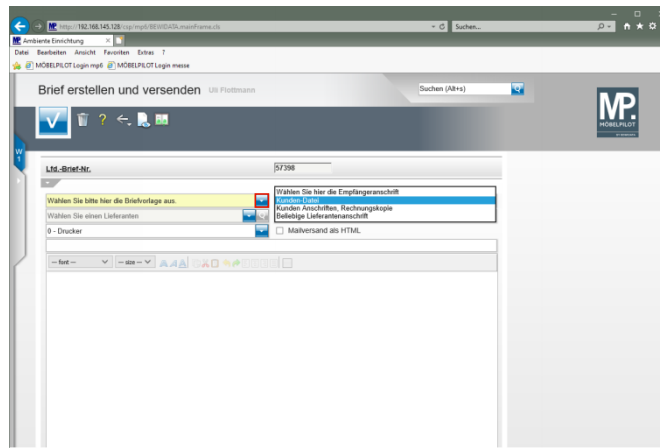 http://192.168.145.128/csp/mp6/BEWIDATA.mainFrame.cls
Suchen...
Ambiente Einrichtung
Datei Bearbeiten Ansicht Favoriten Extras ?
MÖBELPILOT Login mp6 MÖBELPILOT Login messe
Brief erstellen und versenden Uli Flottmann
Suchen (Alt+s)
MP.
MÖBELPILOT
W
1
Lfd.-Brief-Nr.
57398
Wählen Sie bitte hier die Briefvorlage aus.
Wählen Sie hier die Empfängeranschrift
Kunden-Datei
Kunden Anschriften, Rechnungskopie
Beliebige Lieferantenanschrift
Wählen Sie einen Lieferanten
0 - Drucker
Mailversand als HTML
-- font -- -- size --